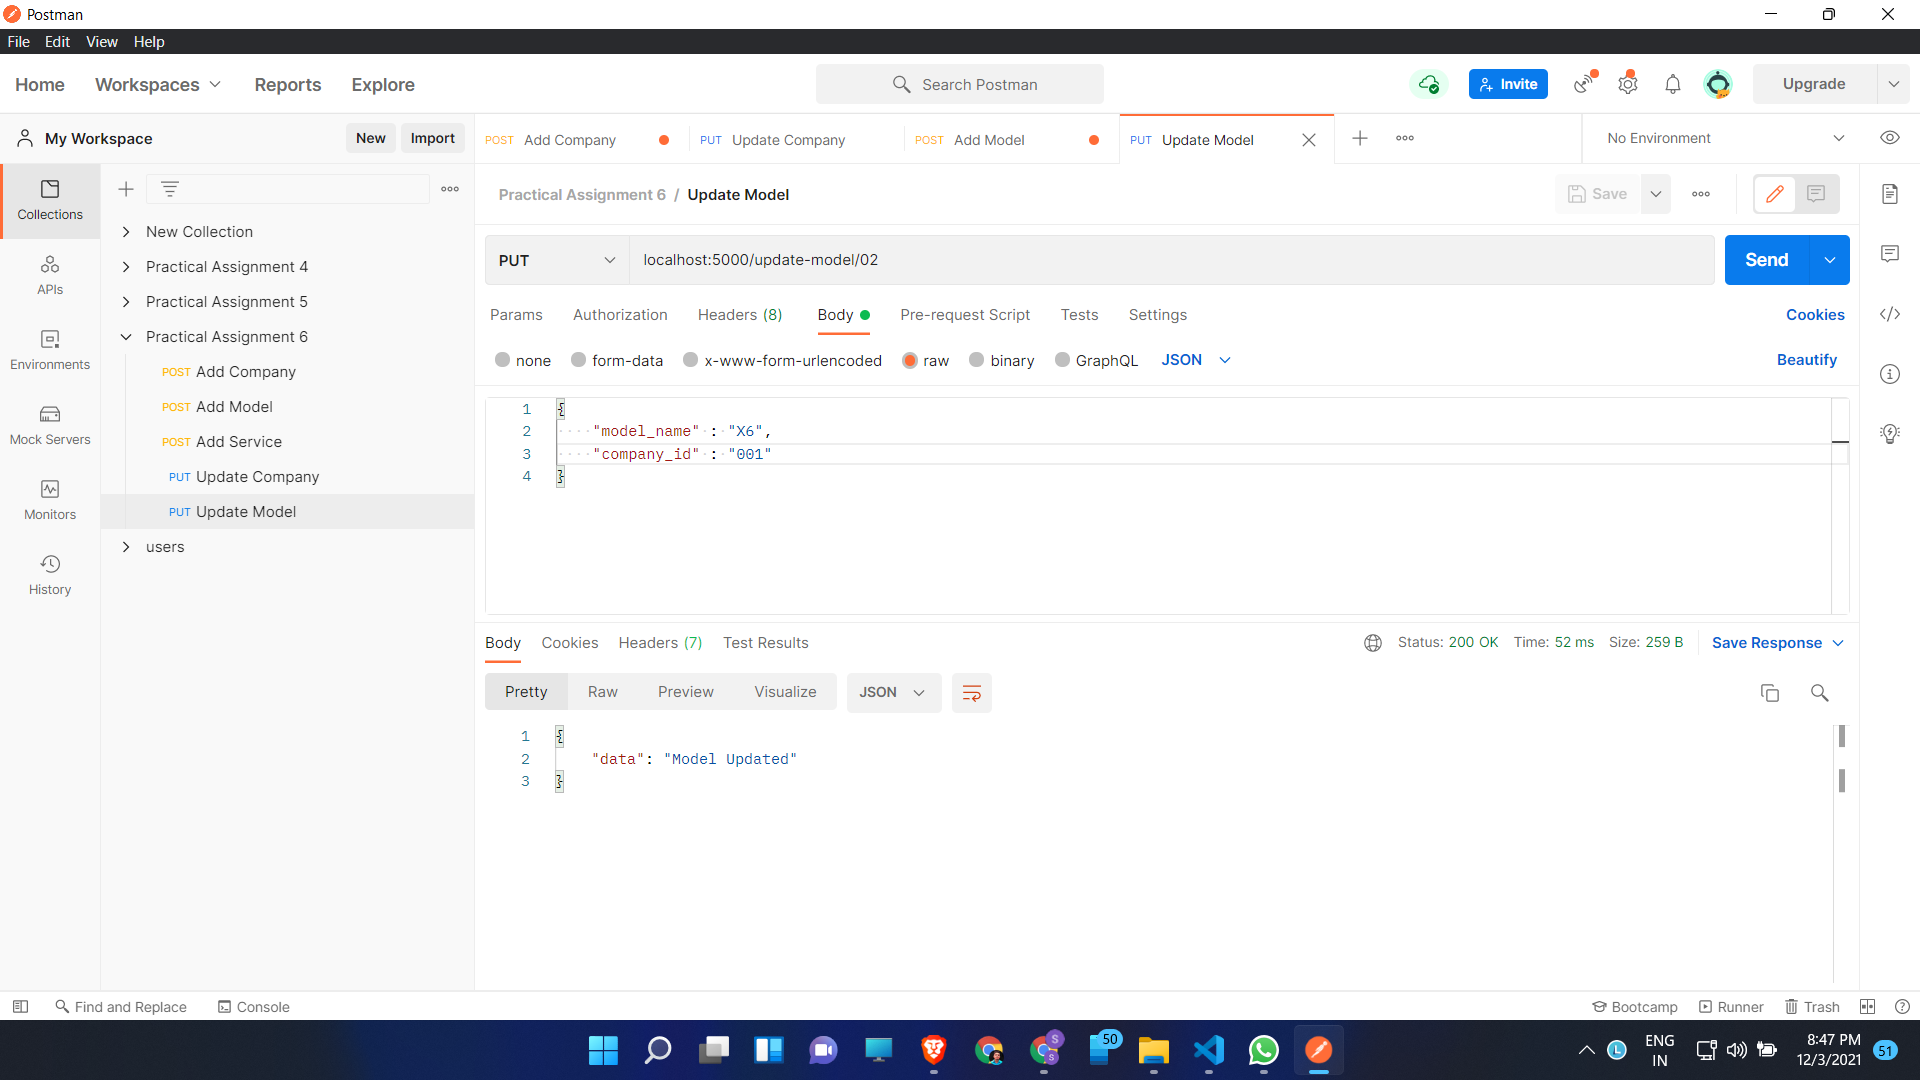 Postman
File Edit View Help
Home Workspaces Reports Explore Search Postman Invite Upgrade
My Workspace New Import POST Add Company PUT Update Company POST Add Model PUT Update Model No Environment
Collections
APIs
Environments
Mock Servers
Monitors
History
New Collection
Practical Assignment 4
Practical Assignment 5
Practical Assignment 6
POST Add Company
POST Add Model
POST Add Service
PUT Update Company
PUT Update Model
users
Practical Assignment 6 / Update Model Save
PUT localhost:5000/update-model/02 Send
Params Authorization Headers (8) Body Pre-request Script Tests Settings Cookies
none form-data x-www-form-urlencoded raw binary GraphQL JSON Beautify
1 {
2 "model_name" : "X6",
3 "company_id" : "001"
4 }
Body Cookies Headers (7) Test Results Status: 200 OK Time: 52 ms Size: 259 B Save Response
Pretty Raw Preview Visualize JSON
1 {
2 "data": "Model Updated"
3 }
Find and Replace Console Bootcamp Runner Trash
S
S
50
L
ENG
IN
8:47 PM
12/3/2021
51